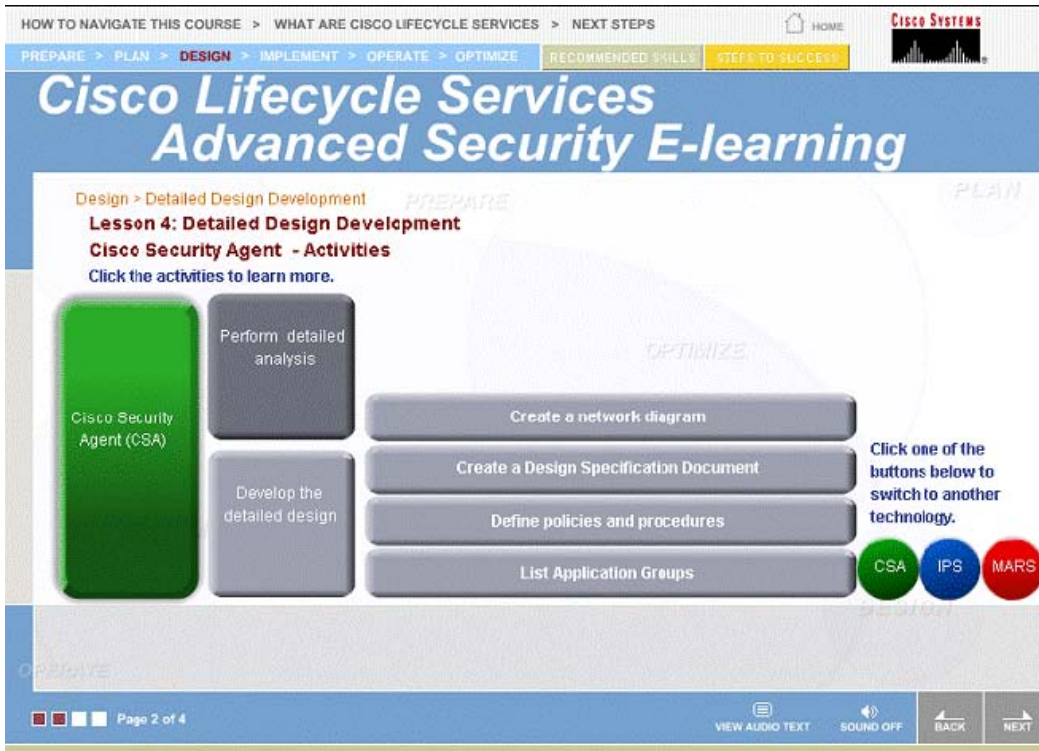 HOW TO NAVIGATE THIS COURSE > WHAT ARE CISCO LIFECYCLE SERVICES > NEXT STEPS
HOME
CISCO SYSTEMS
PREPARE > PLAN > DESIGN > IMPLEMENT > OPERATE > OPTIMIZE
RECOMMENDED SKILLS
STEPS TO SUCCESS
Cisco Lifecycle Services
Advanced Security E-learning
PREPARE
PLAN
Design > Detailed Design Development
Lesson 4: Detailed Design Development
Cisco Security Agent - Activities
Click the activities to learn more.
Cisco Security
Agent (CSA)
Perform detailed
analysis
OPTIMIZE
Develop the
detailed design
Create a network diagram
Create a Design Specification Document
Define policies and procedures
List Application Groups
Click one of the
buttons below to
switch to another
technology.
CSA
IPS
MARS
DESIGN
OPERATE
Page 2 of 4
VIEW AUDIO TEXT
SOUND OFF
BACK
NEXT